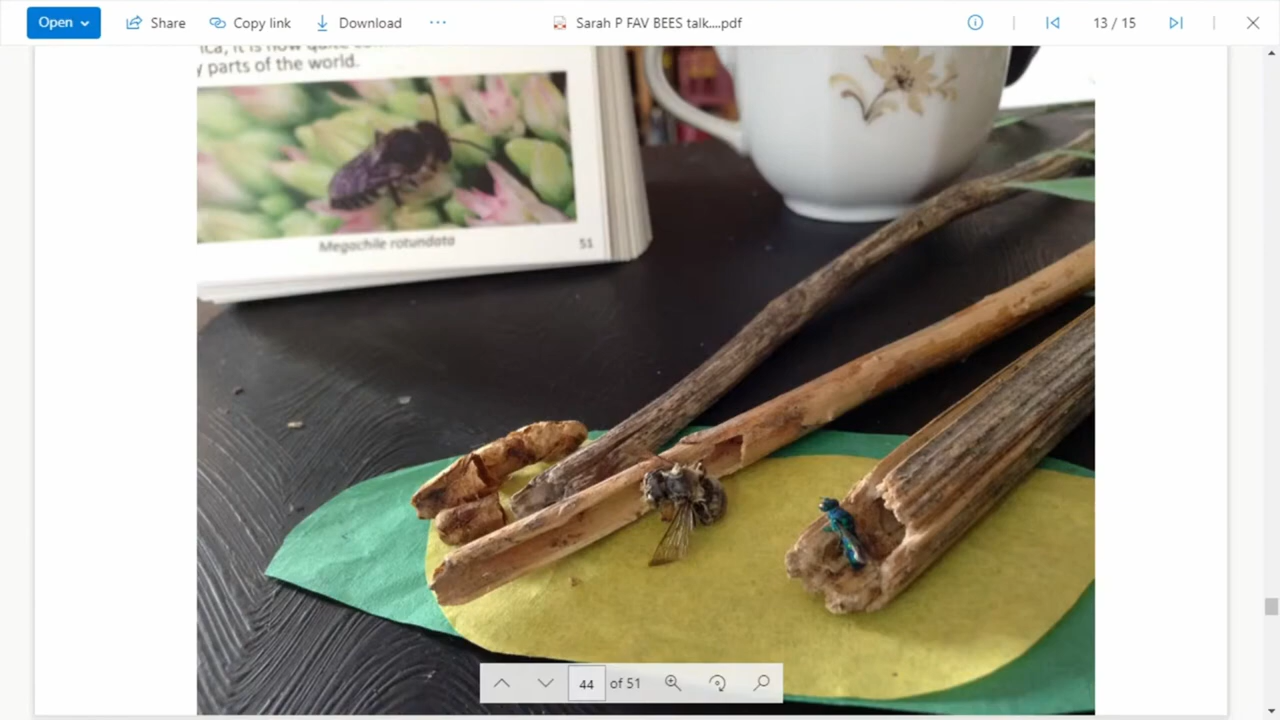 Open
Share
Copy link
Download
Sarah P FAV BEES talk....pdf
13 / 15
y parts of the world.
Megachile rotundata
51
44 of 51